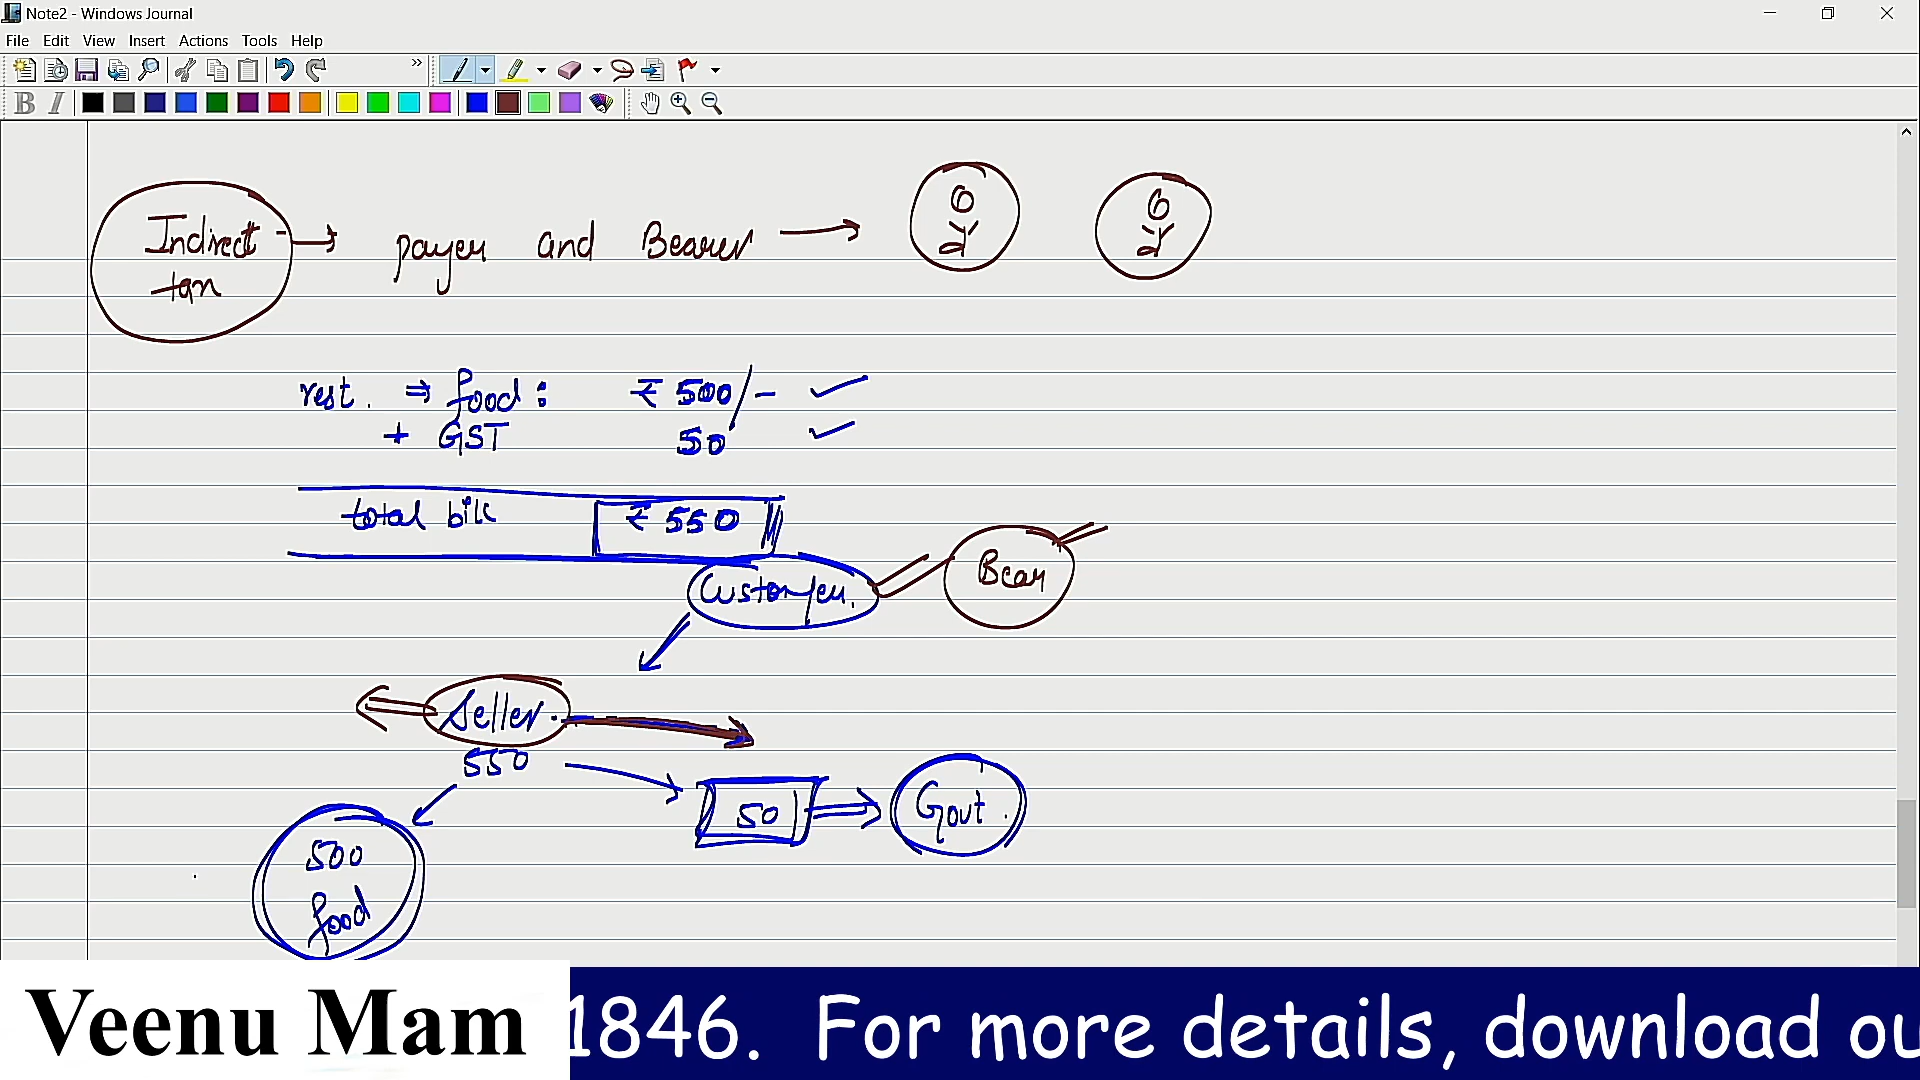 Note2 - Windows Journal
File Edit View Insert Actions Tools Help
B I
Indirect
tax
payer and Bearer
rest. ⇒ food : ₹ 500/-
+ GST 50
total bill ₹ 550
Customer.
Bear
Seller.
550
50
Govt.
500
food
Veenu Mam
1846. For more details, download ou